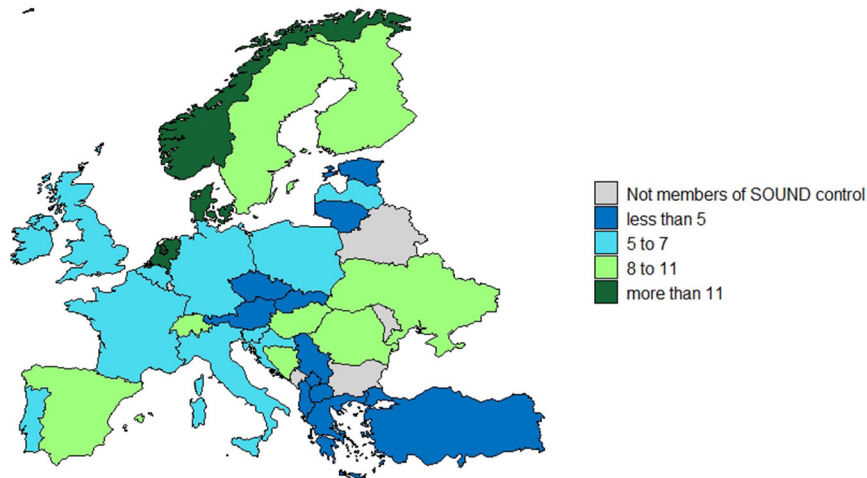 Not members of SOUND control
less than 5
5 to 7
8 to 11
more than 11